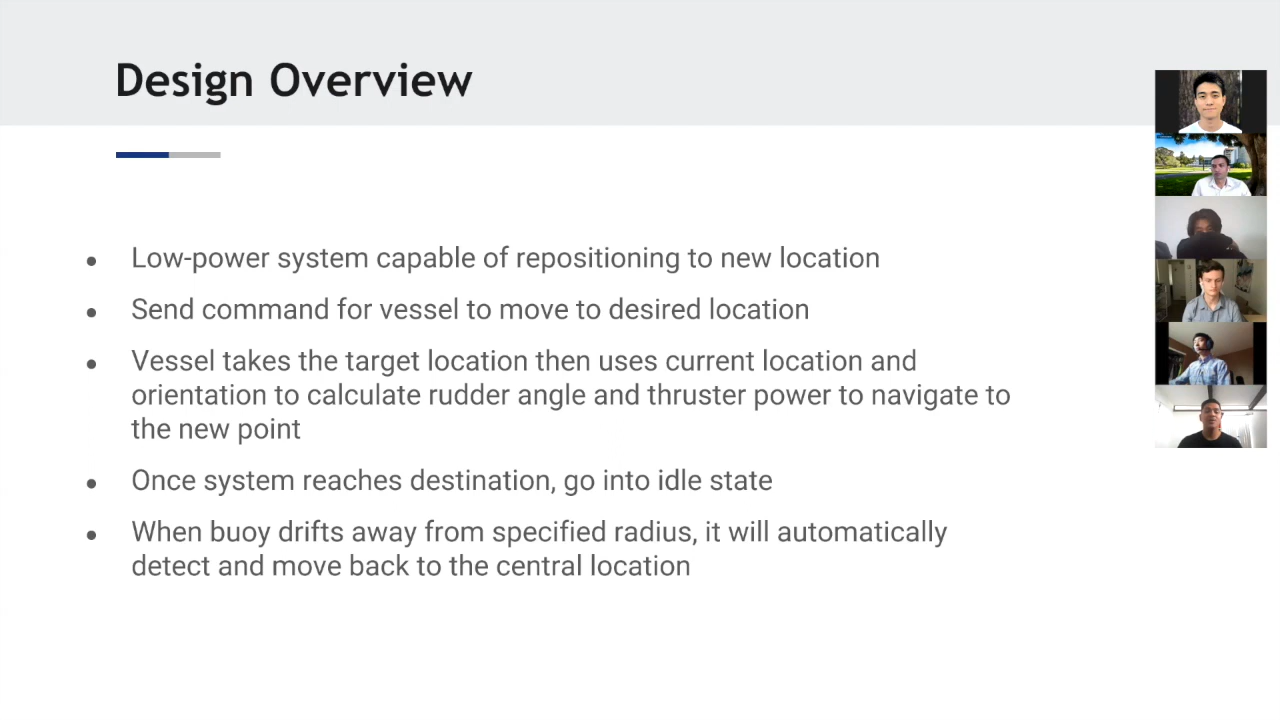 Design Overview
● Low-power system capable of repositioning to new location
● Send command for vessel to move to desired location
● Vessel takes the target location then uses current location and
orientation to calculate rudder angle and thruster power to navigate to
the new point
● Once system reaches destination, go into idle state
● When buoy drifts away from specified radius, it will automatically
detect and move back to the central location